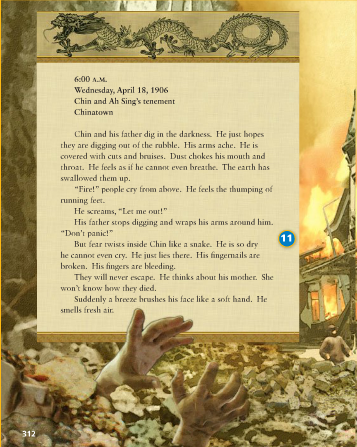 6:00 A.M.
Wednesday, April 18, 1906
Chin and Ah Sing's tenement
Chinatown
Chin and his father dig in the darkness. He just hopes
they are digging out of the rubble. His arms ache. He is
covered with cuts and bruises. Dust chokes his mouth and
throat. He feels as if he cannot even breathe. The earth has
swallowed them up.
"Fire!" people cry from above. He feels the thumping of
running feet.
He screams, "Let me out!"
His father stops digging and wraps his arms around him.
"Don't panic!"
But fear twists inside Chin like a snake. He is so dry
he cannot even cry. He just lies there. His fingernails are
broken. His fingers are bleeding.
They will never escape. He thinks about his mother. She
won't know how they died.
Suddenly a breeze brushes his face like a soft hand. He
smells fresh air.
11
312